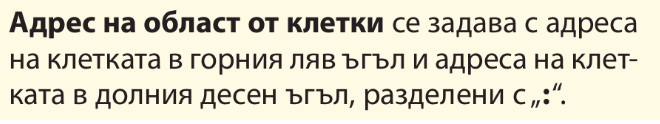 Адрес на област от клетки се задава с адреса
на клетката в горния ляв ъгъл и адреса на клет-
ката в долния десен ъгъл, разделени с „:“.